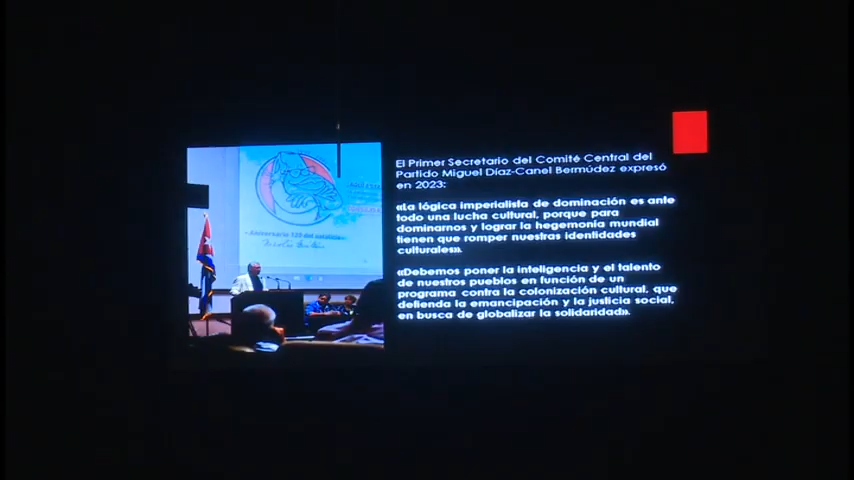 El Primer Secretario del Comité Central del
Partido Miguel Díaz-Canel Bermúdez expresó
en 2023:
«La lógica imperialista de dominación es ante
todo una lucha cultural, porque para
dominarnos y lograr la hegemonía mundial
tienen que romper nuestras identidades
culturales».
«Debemos poner la inteligencia y el talento
de nuestros pueblos en función de un
programa contra la colonización cultural, que
defienda la emancipación y la justicia social,
en busca de globalizar la solidaridad».
Aniversario 120 del natalicio